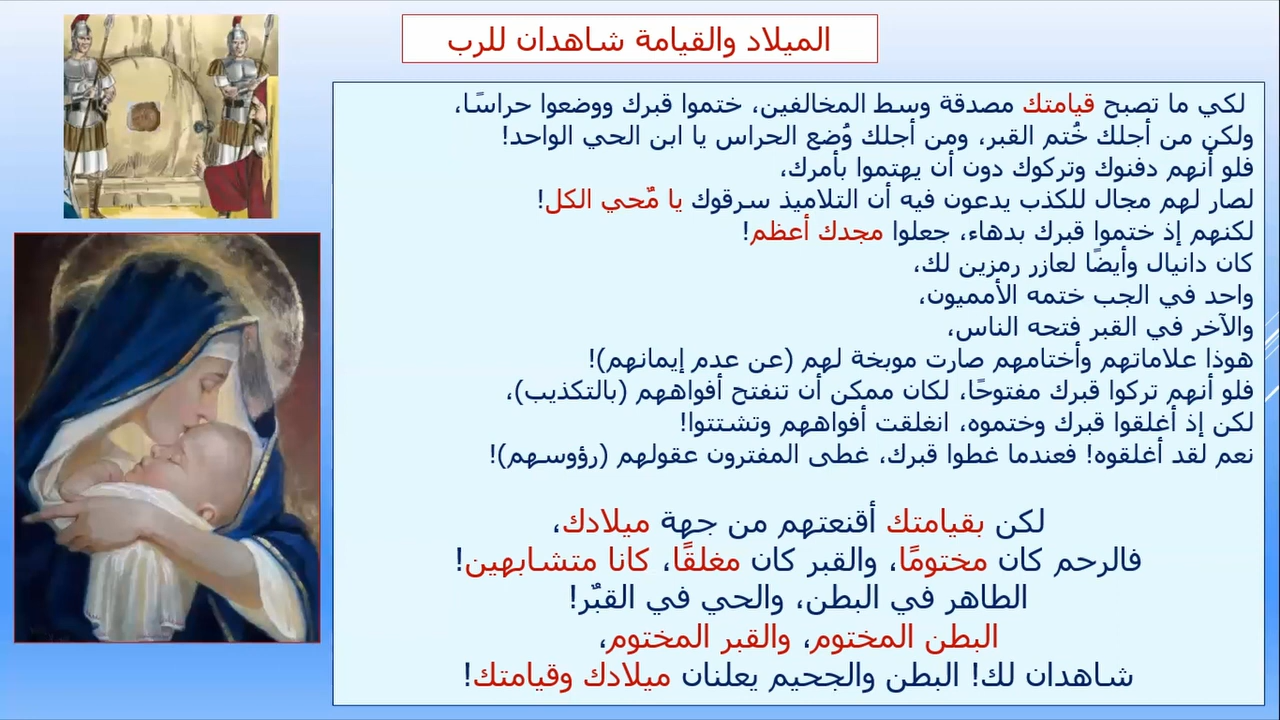 الميلاد والقيامة شاهدان للرب
لكي ما تصبح قيامتك مصدقة وسط المخالفين، ختموا قبرك ووضعوا حراسًا،
ولكن من أجلك خُتم القبر، ومن أجلك وُضع الحراس يا ابن الحي الواحد!
فلو أنهم دفنوك وتركوك دون أن يهتموا بأمرك،
لصار لهم مجال للكذب يدعون فيه أن التلاميذ سرقوك يا مٌحي الكل!
لكنهم إذ ختموا قبرك بدهاء، جعلوا مجدك أعظم!
كان دانيال وأيضًا لعازر رمزين لك،
واحد في الجب ختمه الأمميون،
والآخر في القبر فتحه الناس،
هوذا علاماتهم وأختامهم صارت موبخة لهم (عن عدم إيمانهم)!
فلو أنهم تركوا قبرك مفتوحًا، لكان ممكن أن تنفتح أفواههم (بالتكذيب)،
لكن إذ أغلقوا قبرك وختموه، انغلقت أفواههم وتشتتوا!
نعم لقد أغلقوه! فعندما غطوا قبرك، غطى المفترون عقولهم (رؤوسهم)!
لكن بقيامتك أقنعتهم من جهة ميلادك،
فالرحم كان مختومًا، والقبر كان مغلقًا، كانا متشابهين!
الطاهر في البطن، والحي في القبٌر!
البطن المختوم، والقبر المختوم،
شاهدان لك! البطن والجحيم يعلنان ميلادك وقيامتك!